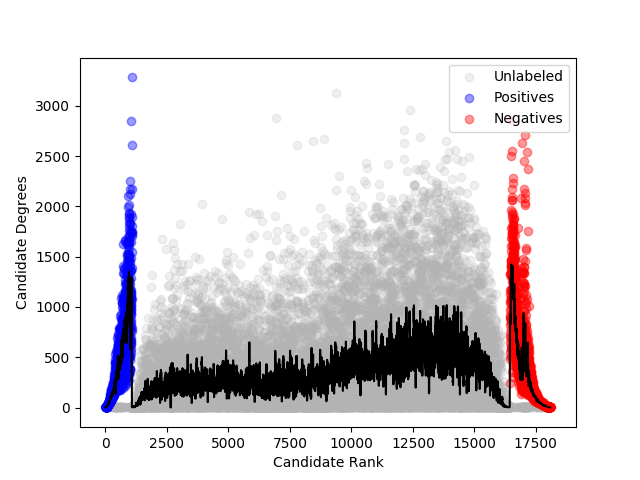 Unlabeled
Positives
Negatives
3000
2500
2000
1500
1000
500
0
Candidate Degrees
0 2500 5000 7500 10000 12500 15000 17500
Candidate Rank